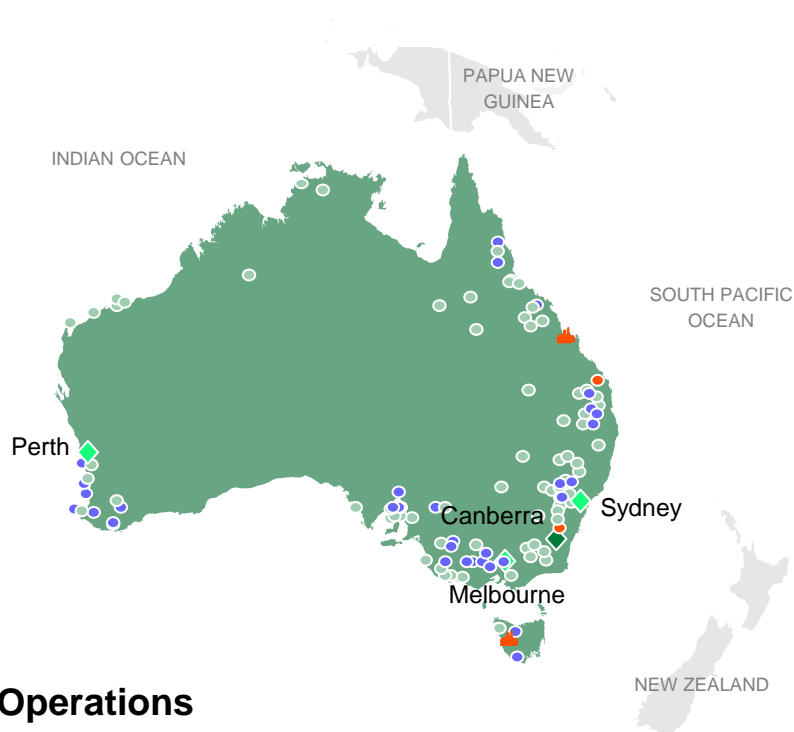 PAPUA NEW
GUINEA
INDIAN OCEAN
SOUTH PACIFIC
OCEAN
Perth
Sydney
Canberra
Melbourne
NEW ZEALAND
Operations